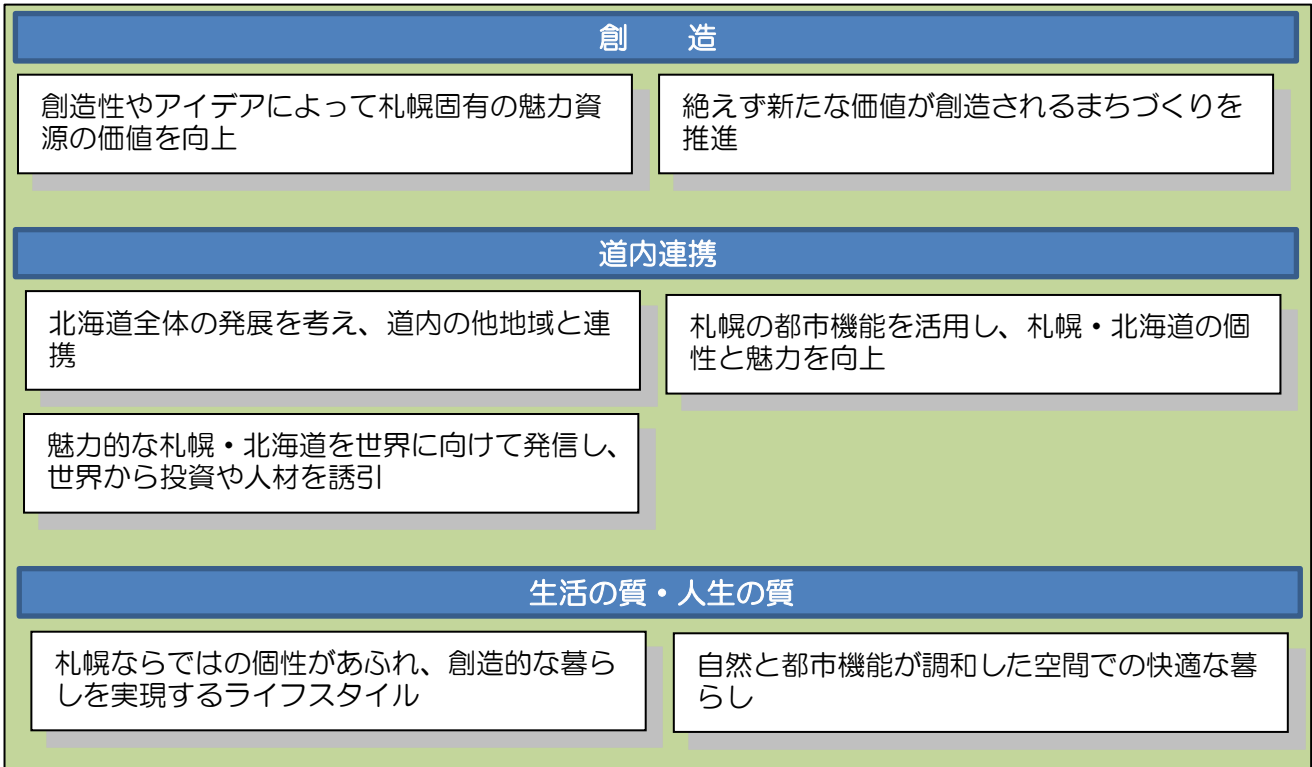 創　造
創造性やアイデアによって札幌固有の魅力資
源の価値を向上
絶えず新たな価値が創造されるまちづくりを
推進
道内連携
北海道全体の発展を考え、道内の他地域と連
携
札幌の都市機能を活用し、札幌・北海道の個
性と魅力を向上
魅力的な札幌・北海道を世界に向けて発信し、
世界から投資や人材を誘引
生活の質・人生の質
札幌ならではの個性があふれ、創造的な暮ら
しを実現するライフスタイル
自然と都市機能が調和した空間での快適な暮
らし